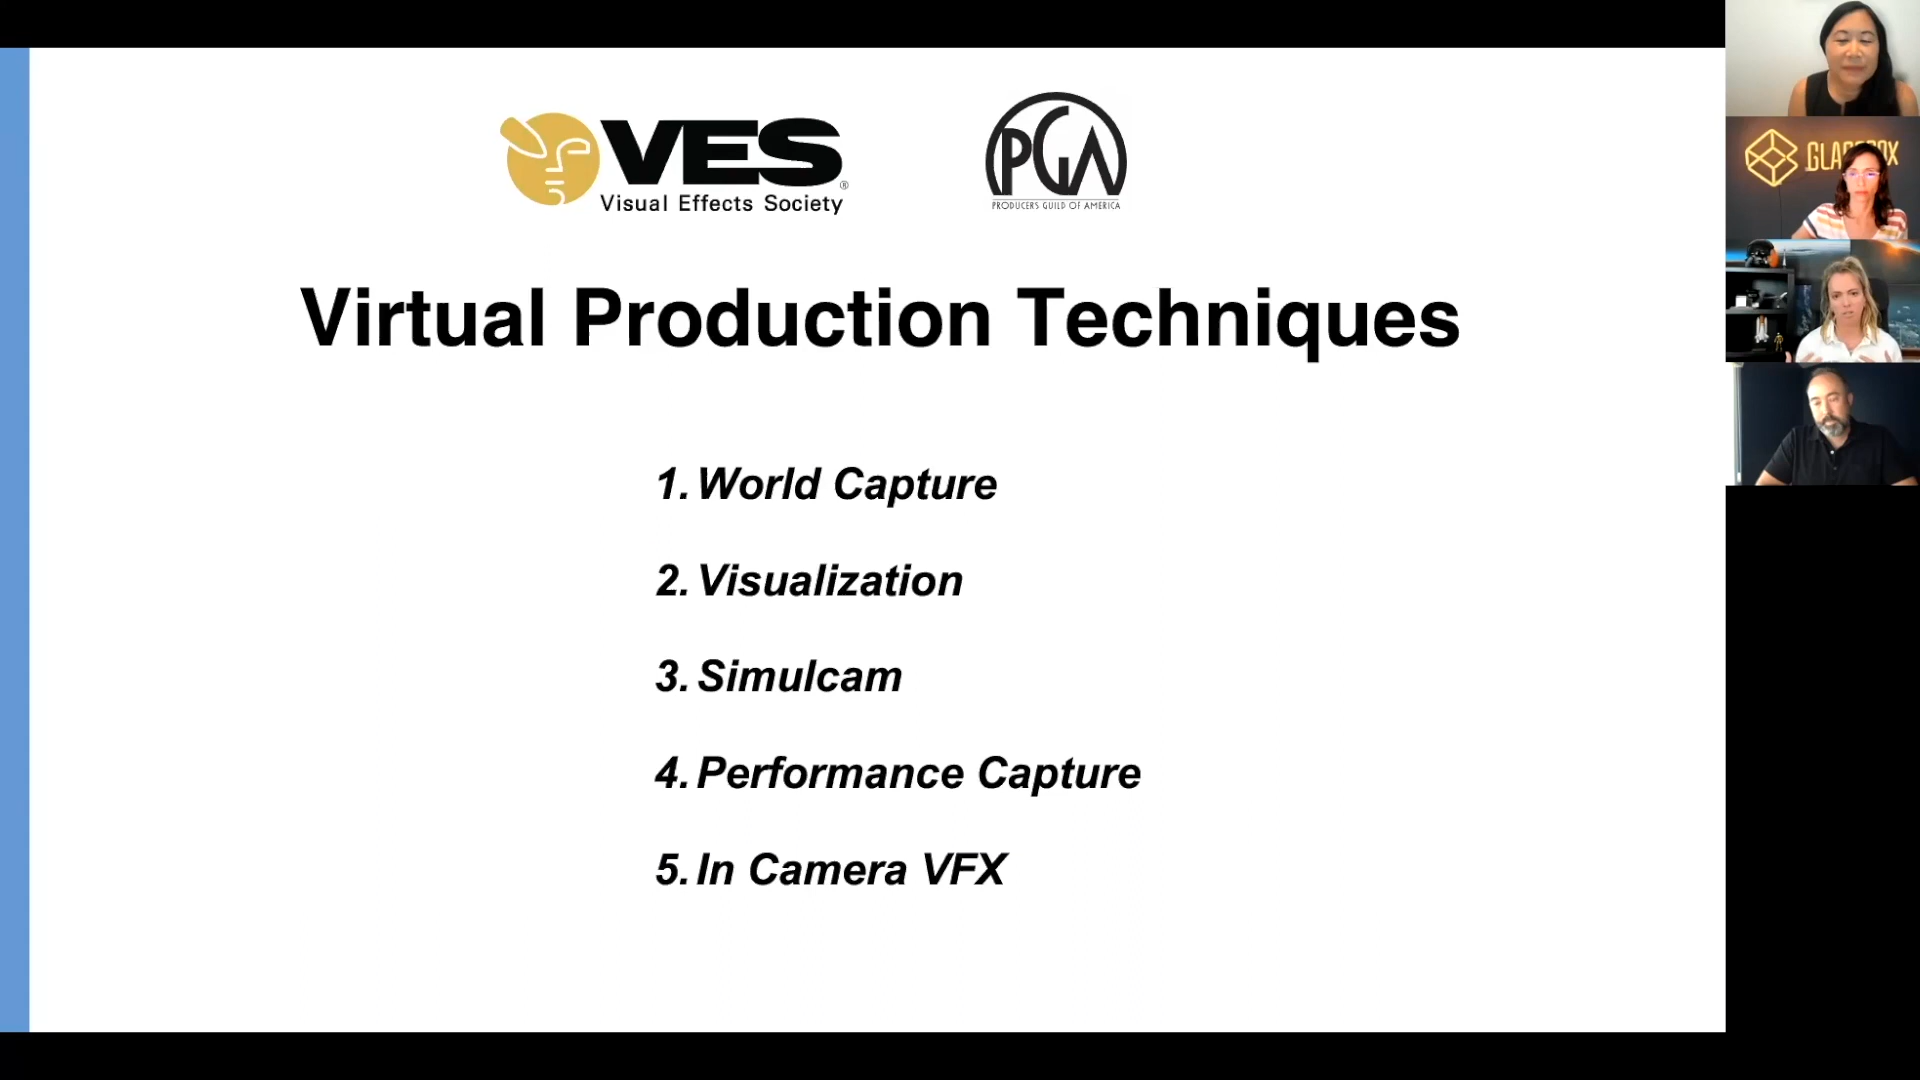 VES®
Visual Effects Society
PGA
PRODUCERS GUILD OF AMERICA
Virtual Production Techniques
1. World Capture
2. Visualization
3. Simulcam
4. Performance Capture
5. In Camera VFX